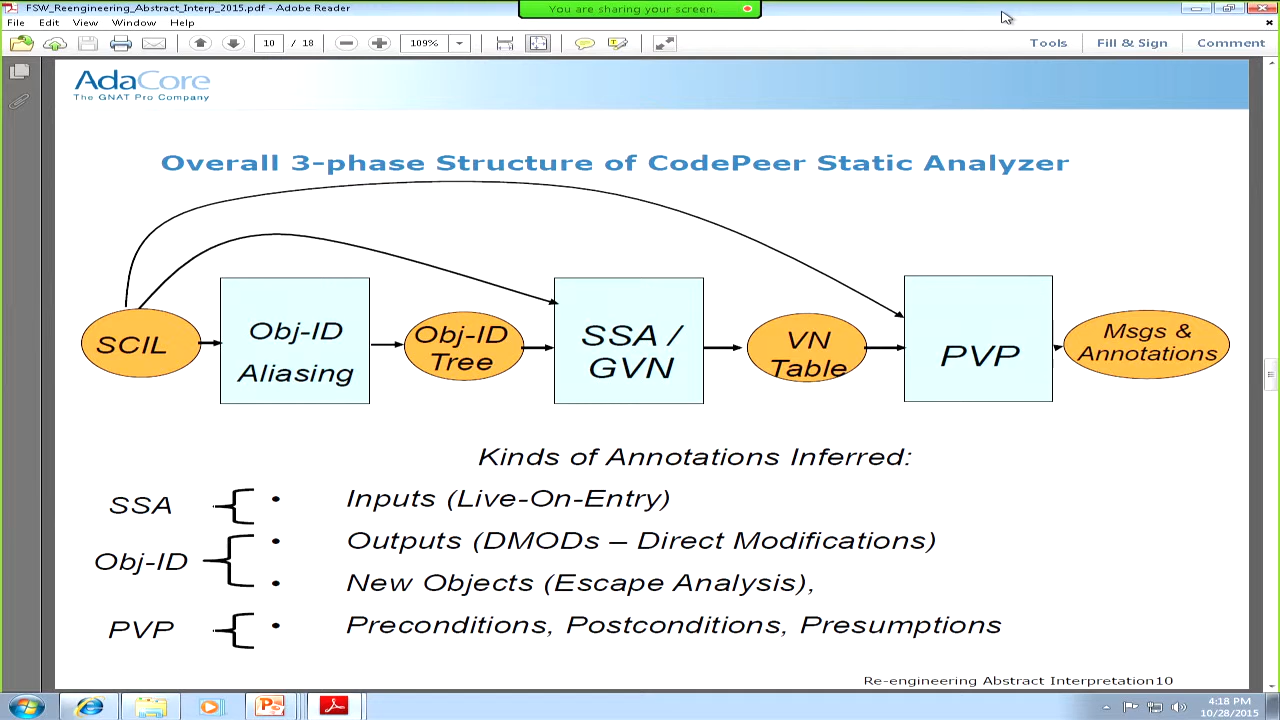 FSW_Reengineering_Abstract_Interp_2015.pdf - Adobe Reader
You are sharing your screen.
File Edit View Window Help
10 / 18 109% Tools Fill & Sign Comment
AdaCore
The GNAT Pro Company
Overall 3-phase Structure of CodePeer Static Analyzer
SCIL
Obj-ID
Aliasing
Obj-ID
Tree
SSA /
GVN
VN
Table
PVP
Msgs &
Annotations
Kinds of Annotations Inferred:
SSA • Inputs (Live-On-Entry)
Obj-ID • Outputs (DMODs – Direct Modifications)
• New Objects (Escape Analysis),
PVP • Preconditions, Postconditions, Presumptions
Re-engineering Abstract Interpretation10
4:18 PM
10/28/2015